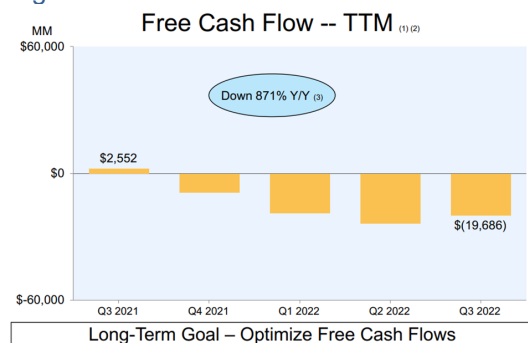 Free Cash Flow -- TTM (1) (2)
MM
$60,000
Down 871% Y/Y (3)
$2,552
$0
$(19,686)
$-60,000
Q3 2021 Q4 2021 Q1 2022 Q2 2022 Q3 2022
Long-Term Goal – Optimize Free Cash Flows